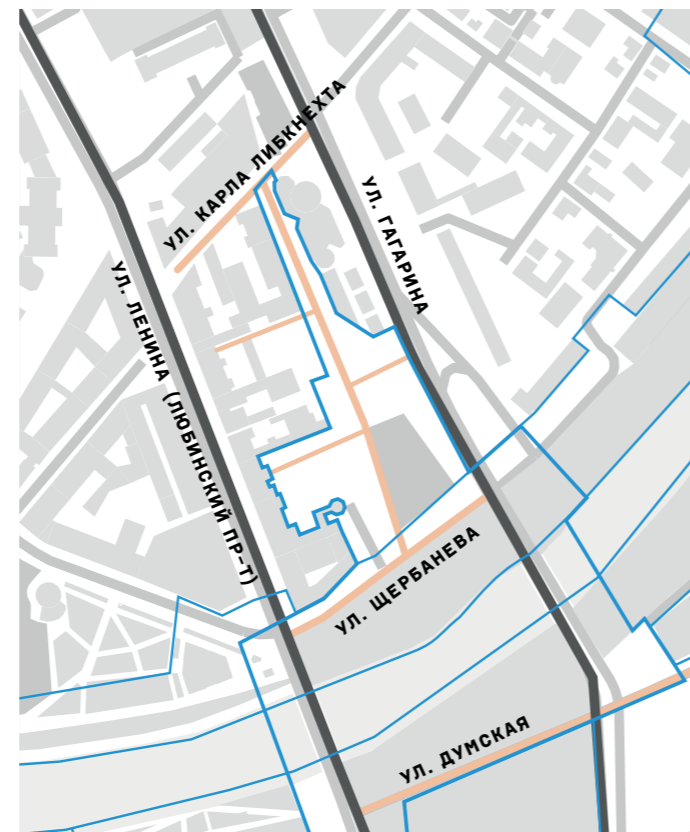 УЛ. КАРЛА ЛИБКНЕХТА
УЛ. ГАГАРИНА
УЛ. ЛЕНИНА (ЛЮБИНСКИЙ ПР-Т)
УЛ. ЩЕРБАНЕВА
УЛ. ДУМСКАЯ